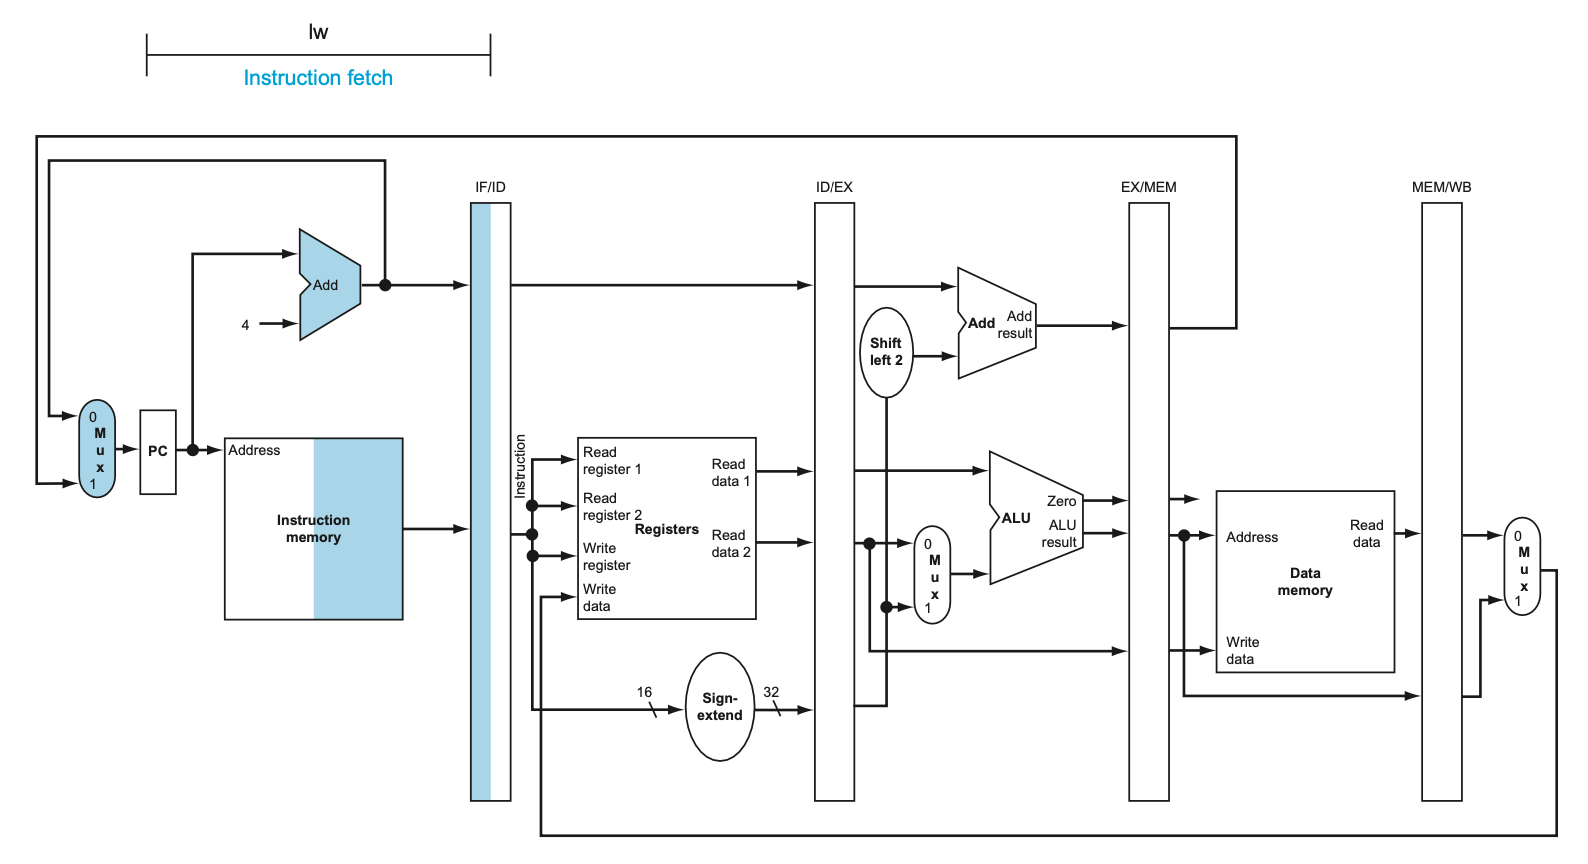 lw
Instruction fetch
IF/ID
ID/EX
EX/MEM
MEM/WB
Add
4
Add
Add
result
Shift
left 2
0
M
u
x
1
PC
Address
Instruction
memory
Instruction
Read
register 1
Read
register 2
Write
register
Write
data
Registers
Read
data 1
Read
data 2
16
Sign-
extend
32
0
M
u
x
1
Zero
ALU
ALU
result
Address
Read
data
Data
memory
Write
data
0
M
u
x
1